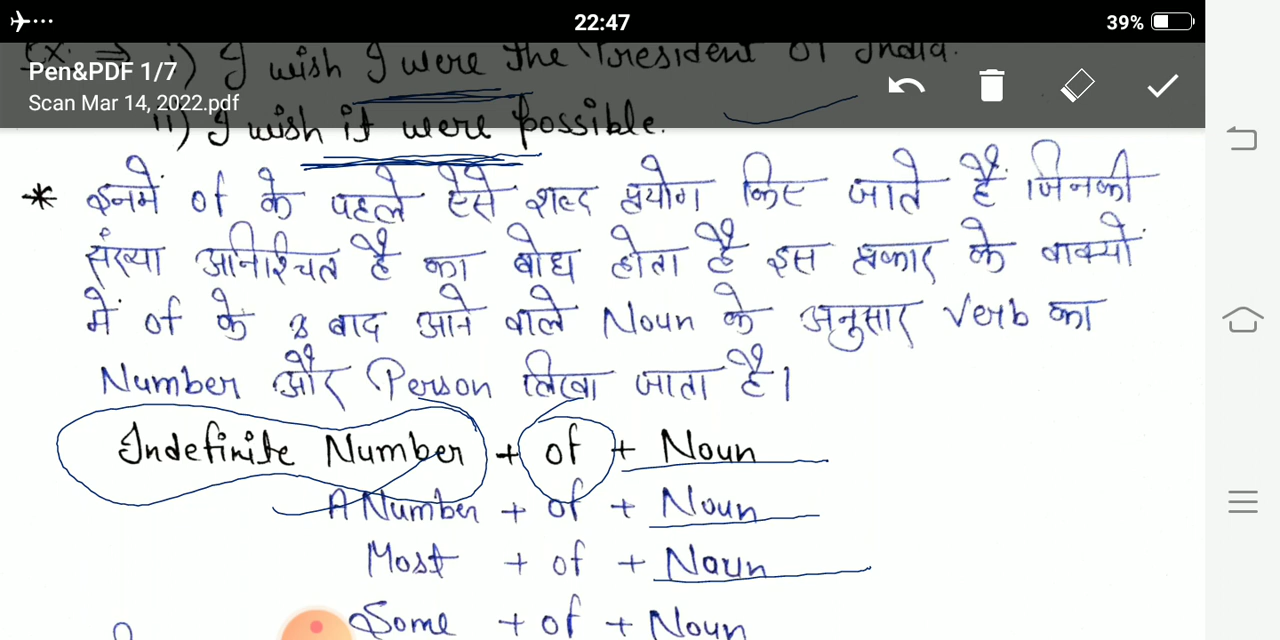 22:47
39%
Ex:⇒ i) I wish I were the President of India.
Pen&PDF 1/7
Scan Mar 14, 2022.pdf
ii) I wish it were possible.
* इनमें of के पहले ऐसे शब्द प्रयोग किए जाते हैं जिनकी
संख्या अनिश्चित है का बोध होता है इस प्रकार के वाक्यों
में of के बाद आने वाले Noun के अनुसार Verb का
Number और Person लिखा जाता है।
Indefinite Number + of + Noun
A Number + of + Noun
Most + of + Noun
Some + of + Noun